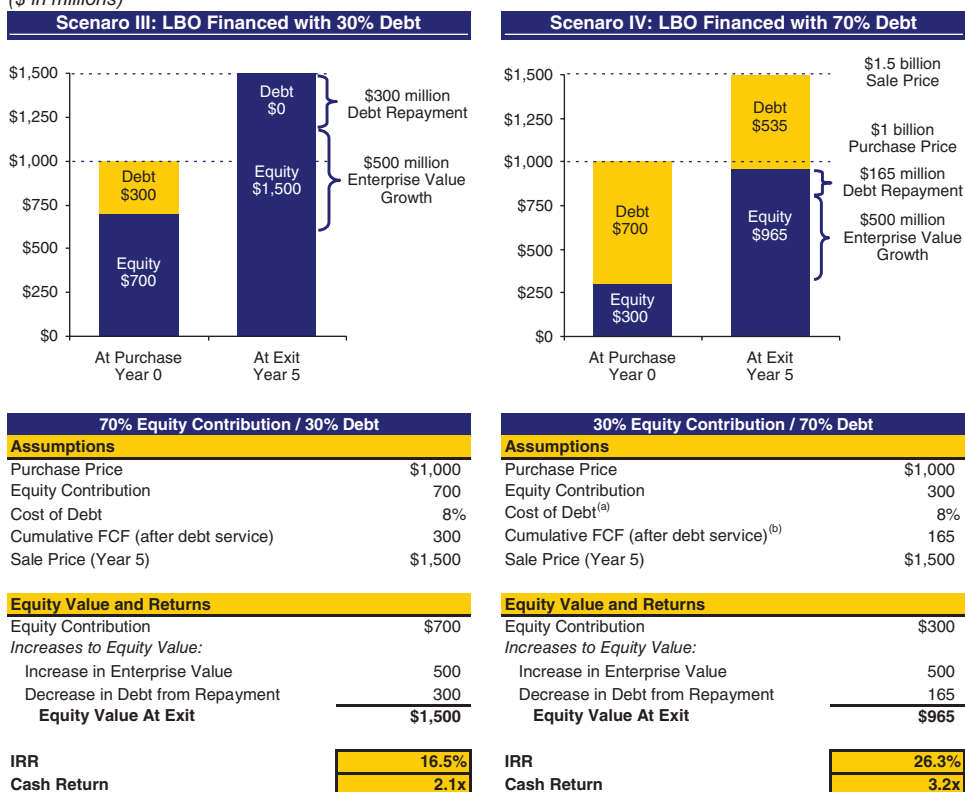 ($ in millions)
Scenario III: LBO Financed with 30% Debt
$1,500
$1,250
$1,000
$750
$500
$250
$0
Debt
$300
Equity
$700
Debt
$0
Equity
$1,500
$300 million
Debt Repayment
$500 million
Enterprise Value
Growth
At Purchase
Year 0
At Exit
Year 5
Scenario IV: LBO Financed with 70% Debt
$1,500
$1,250
$1,000
$750
$500
$250
$0
Debt
$700
Equity
$300
Debt
$535
Equity
$965
$1.5 billion
Sale Price
$1 billion
Purchase Price
$165 million
Debt Repayment
$500 million
Enterprise Value
Growth
At Purchase
Year 0
At Exit
Year 5
70% Equity Contribution / 30% Debt
Assumptions
Purchase Price $1,000
Equity Contribution 700
Cost of Debt 8%
Cumulative FCF (after debt service) 300
Sale Price (Year 5) $1,500
Equity Value and Returns
Equity Contribution $700
Increases to Equity Value:
Increase in Enterprise Value 500
Decrease in Debt from Repayment 300
Equity Value At Exit $1,500
IRR 16.5%
Cash Return 2.1x
30% Equity Contribution / 70% Debt
Assumptions
Purchase Price $1,000
Equity Contribution 300
Cost of Debt(a) 8%
Cumulative FCF (after debt service)(b) 165
Sale Price (Year 5) $1,500
Equity Value and Returns
Equity Contribution $300
Increases to Equity Value:
Increase in Enterprise Value 500
Decrease in Debt from Repayment 165
Equity Value At Exit $965
IRR 26.3%
Cash Return 3.2x